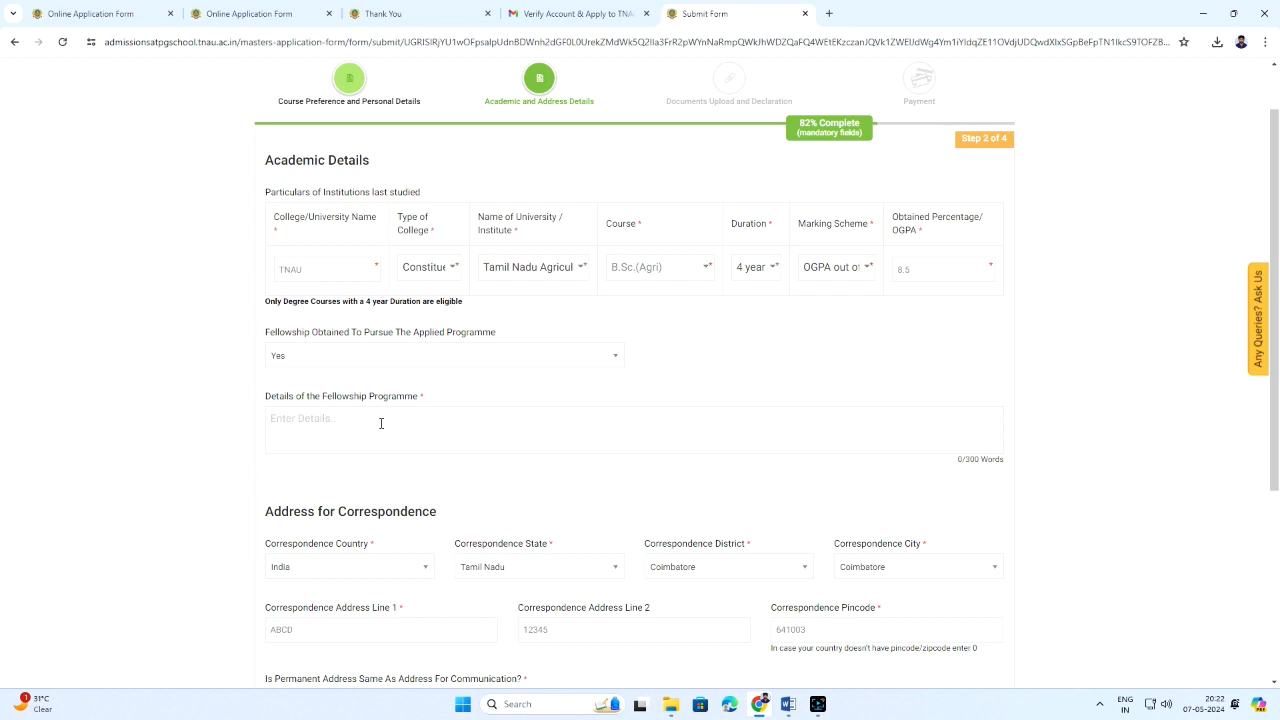 Online Application Form
Online Application Form
Thank You
Verify Account & Apply to TNA
Submit Form
admissionsatpgschool.tnau.ac.in/masters-application-form/form/submit/
Course Preference and Personal Details
Academic and Address Details
Documents Upload and Declaration
Payment
82% Complete
(mandatory fields)
Step 2 of 4
Academic Details
Particulars of Institutions last studied
College/University Name *
Type of College *
Name of University / Institute *
Course *
Duration *
Marking Scheme *
Obtained Percentage/ OGPA *
TNAU *
Constitue *
Tamil Nadu Agricul *
B.Sc.(Agri) *
4 year *
OGPA out of *
8.5 *
Only Degree Courses with a 4 year Duration are eligible
Fellowship Obtained To Pursue The Applied Programme
Yes
Details of the Fellowship Programme *
Enter Details..
0/300 Words
Any Queries? Ask Us
Address for Correspondence
Correspondence Country * Correspondence State * Correspondence District * Correspondence City *
India Tamil Nadu Coimbatore Coimbatore
Correspondence Address Line 1 * Correspondence Address Line 2 Correspondence Pincode *
ABCD 12345 641003
In case your country doesn't have pincode/zipcode enter 0
Is Permanent Address Same As Address For Communication? *
1
31°C
Clear
Search
ENG
IN
20:22
07-05-2024